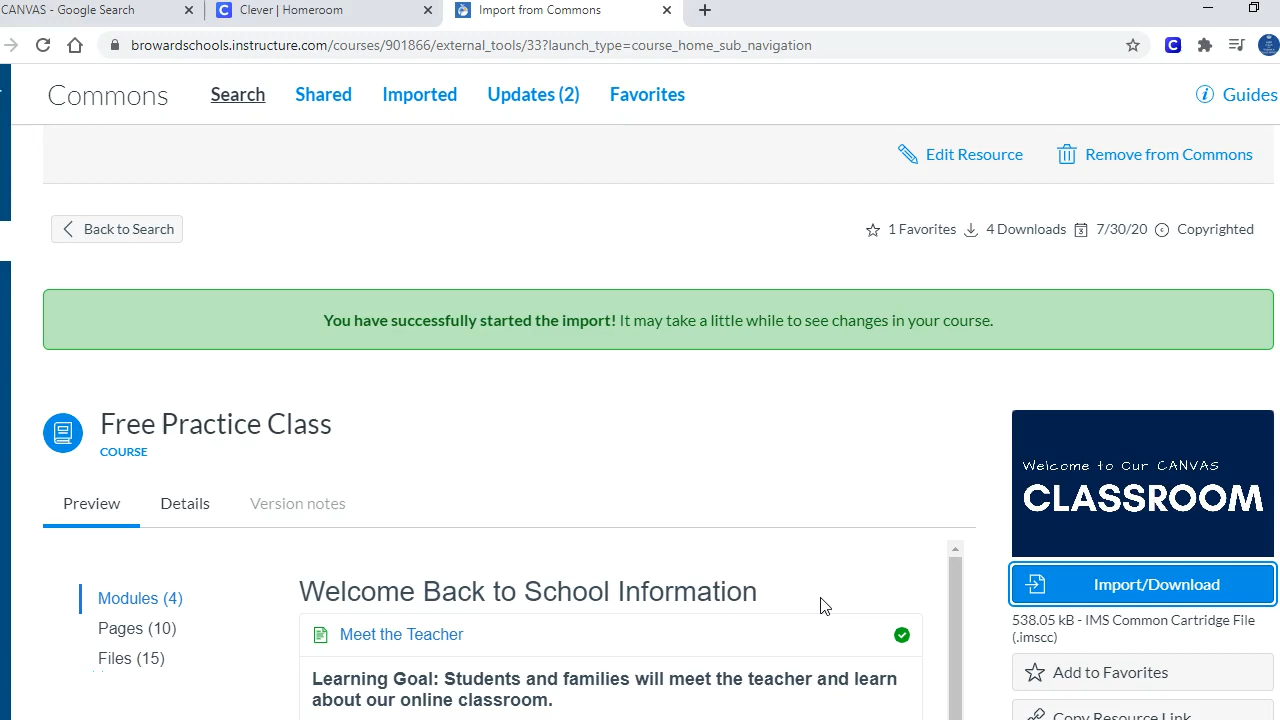 CANVAS - Google Search
Clever | Homeroom
Import from Commons
browardschools.instructure.com/courses/901866/external_tools/33?launch_type=course_home_sub_navigation
Commons
Search
Shared
Imported
Updates (2)
Favorites
Guides
Edit Resource
Remove from Commons
Back to Search
1 Favorites
4 Downloads
7/30/20
Copyrighted
You have successfully started the import! It may take a little while to see changes in your course.
Free Practice Class
COURSE
Preview
Details
Version notes
Welcome to Our CANVAS
CLASSROOM
Import/Download
538.05 kB - IMS Common Cartridge File
(.imscc)
Add to Favorites
Copy Resource Link
Modules (4)
Pages (10)
Files (15)
Welcome Back to School Information
Meet the Teacher
Learning Goal: Students and families will meet the teacher and learn
about our online classroom.